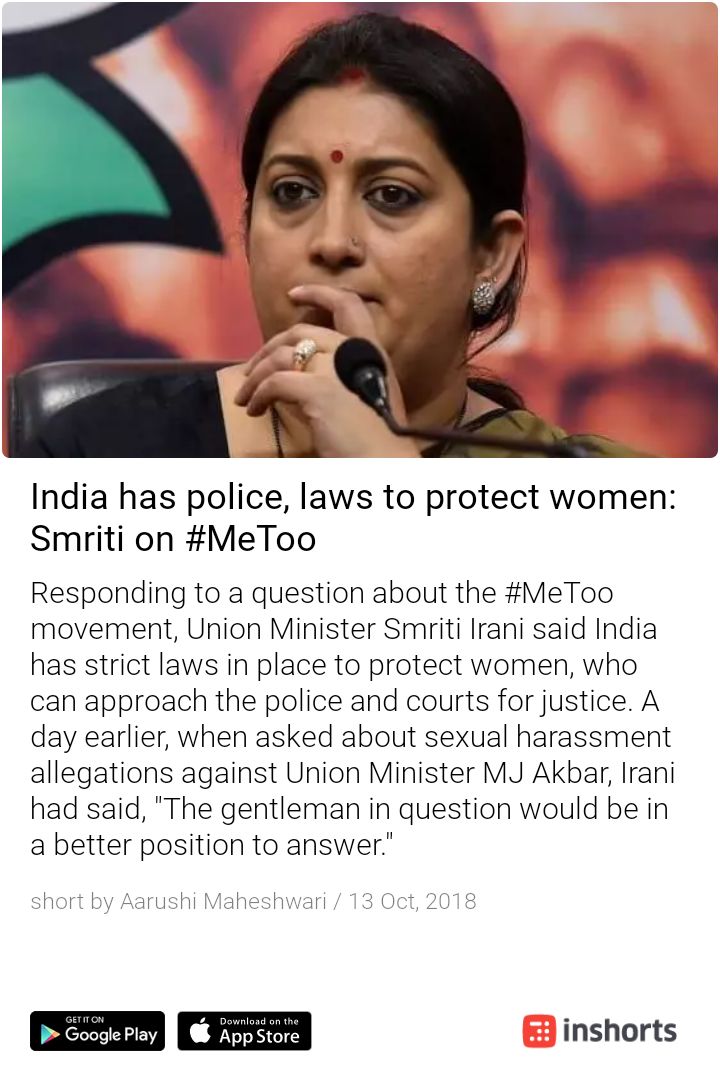 India has police, laws to protect women:
Smriti on #MeToo
Responding to a question about the #MeToo
movement, Union Minister Smriti Irani said India
has strict laws in place to protect women, who
can approach the police and courts for justice. A
day earlier, when asked about sexual harassment
allegations against Union Minister MJ Akbar, Irani
had said, "The gentleman in question would be in
a better position to answer."
short by Aarushi Maheshwari / 13 Oct, 2018
GET IT ON
Google Play
Download on the
App Store
inshorts